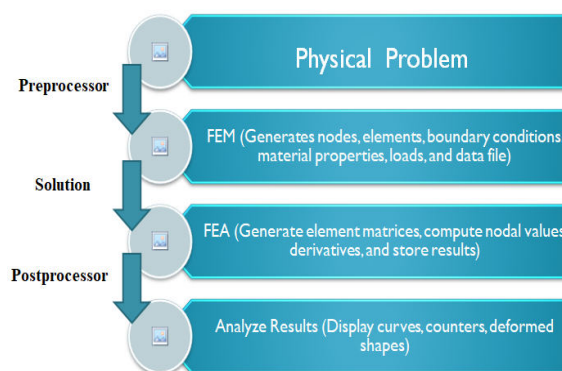 Physical Problem
Preprocessor
FEM (Generates nodes, elements, boundary conditions
material properties, loads, and data file)
Solution
FEA (Generate element matrices, compute nodal values
derivatives, and store results)
Postprocessor
Analyze Results (Display curves, counters, deformed
shapes)